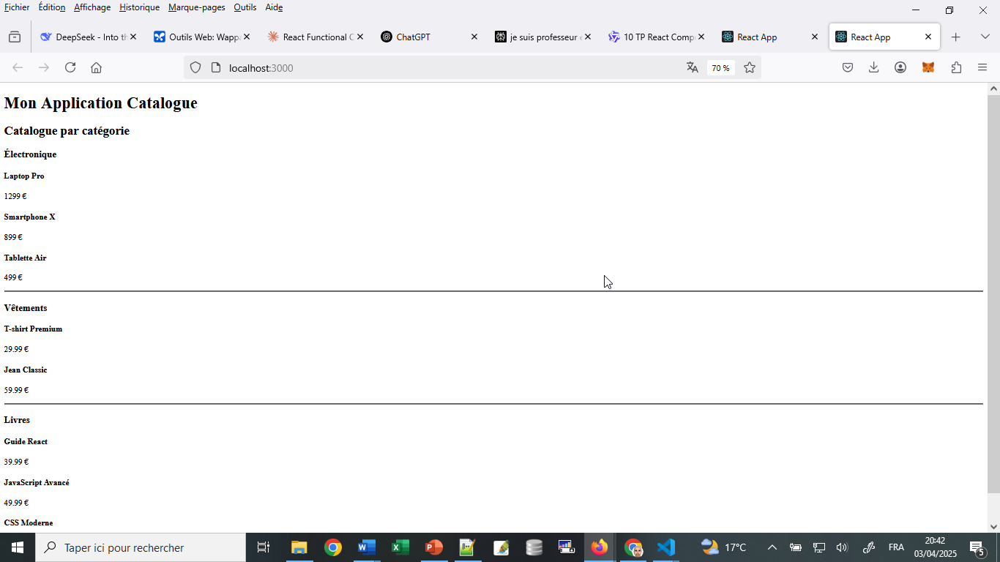 Fichier Édition Affichage Historique Marque-pages Outils Aide
DeepSeek - Into th Outils Web: Wappa React Functional C ChatGPT je suis professeur e 10 TP React Comp React App React App
localhost:3000 70 %
Mon Application Catalogue
Catalogue par catégorie
Électronique
Laptop Pro
1299 €
Smartphone X
899 €
Tablette Air
499 €
Vêtements
T-shirt Premium
29.99 €
Jean Classic
59.99 €
Livres
Guide React
39.99 €
JavaScript Avancé
49.99 €
CSS Moderne
Taper ici pour rechercher 17°C FRA 20:42
03/04/2025 5